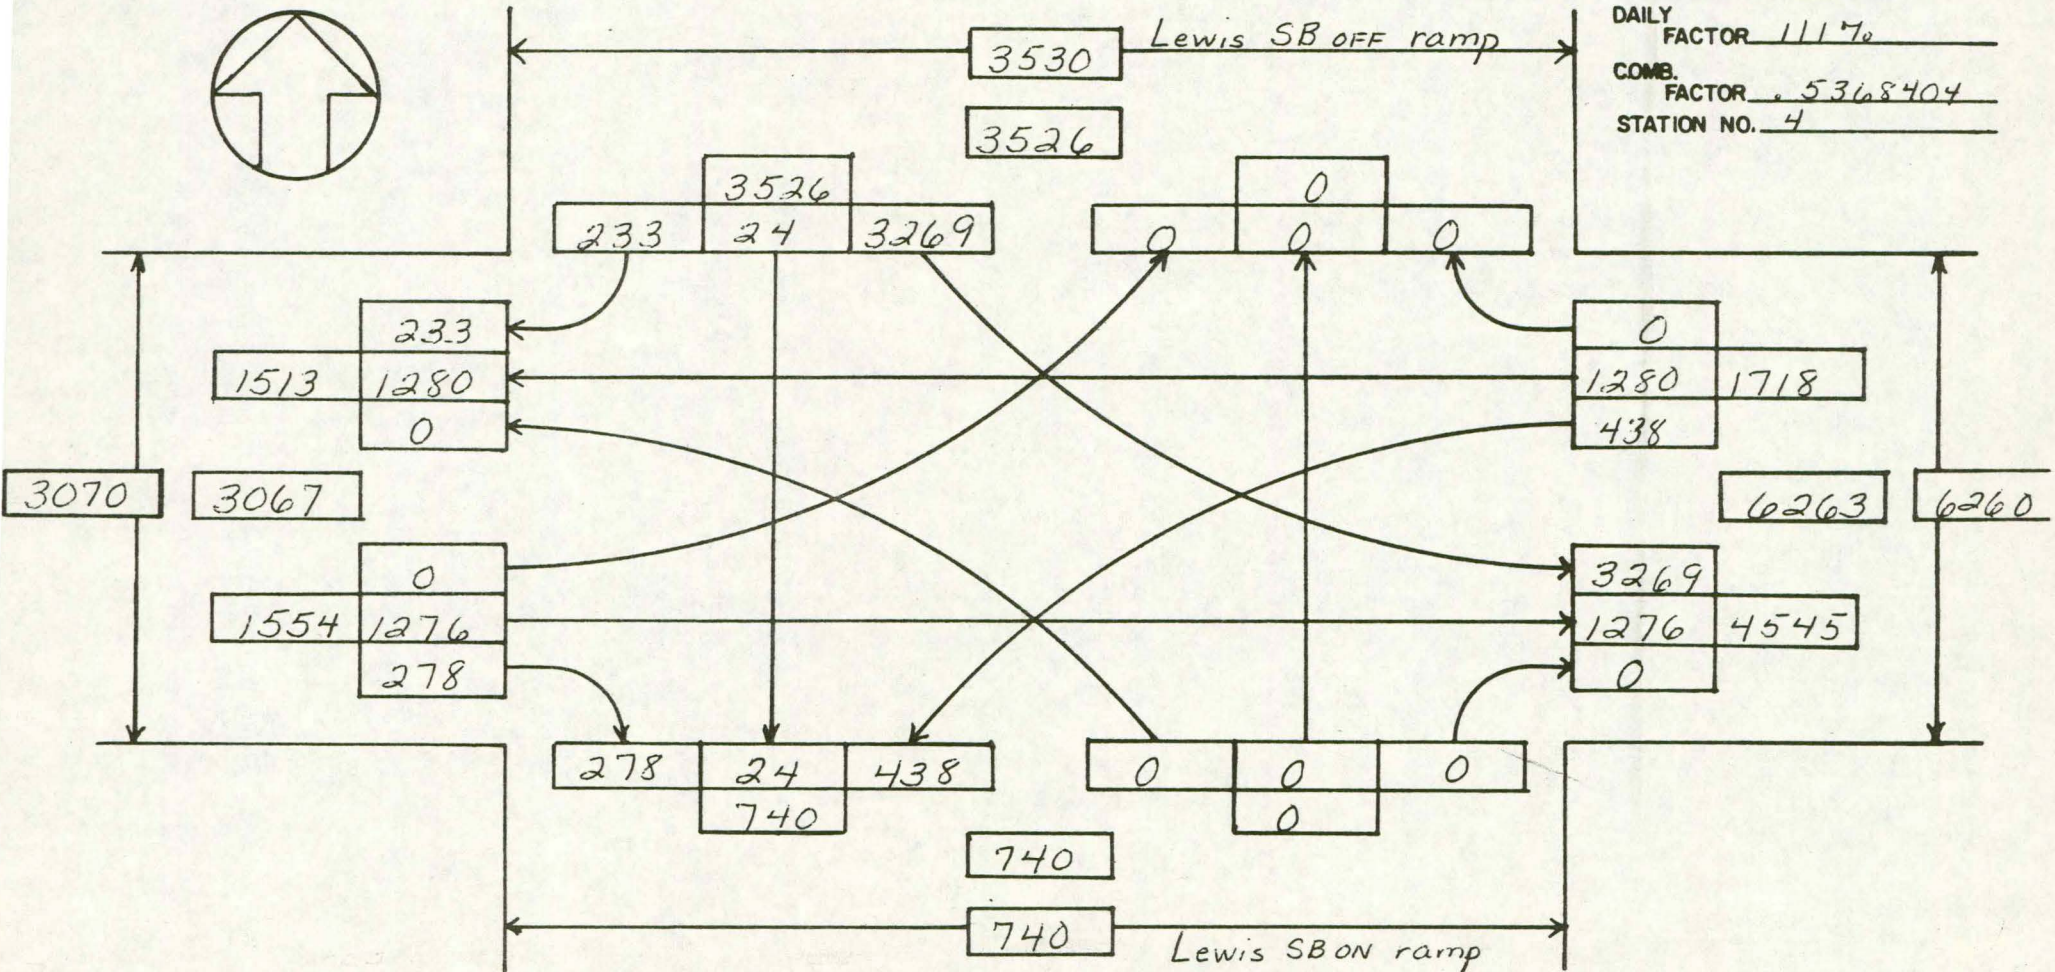 DAILY
FACTOR 111%
COMB.
FACTOR .5368404
STATION NO. 4
3530 Lewis SB OFF ramp
3526
3526
233 24 3269
0
0 0 0
233
1513 1280
0
0
1280 1718
438
3070 3067
6263 6260
0
1554 1276
278
3269
1276 4545
0
278 24 438
740
0 0 0
0
740
740 Lewis SB ON ramp